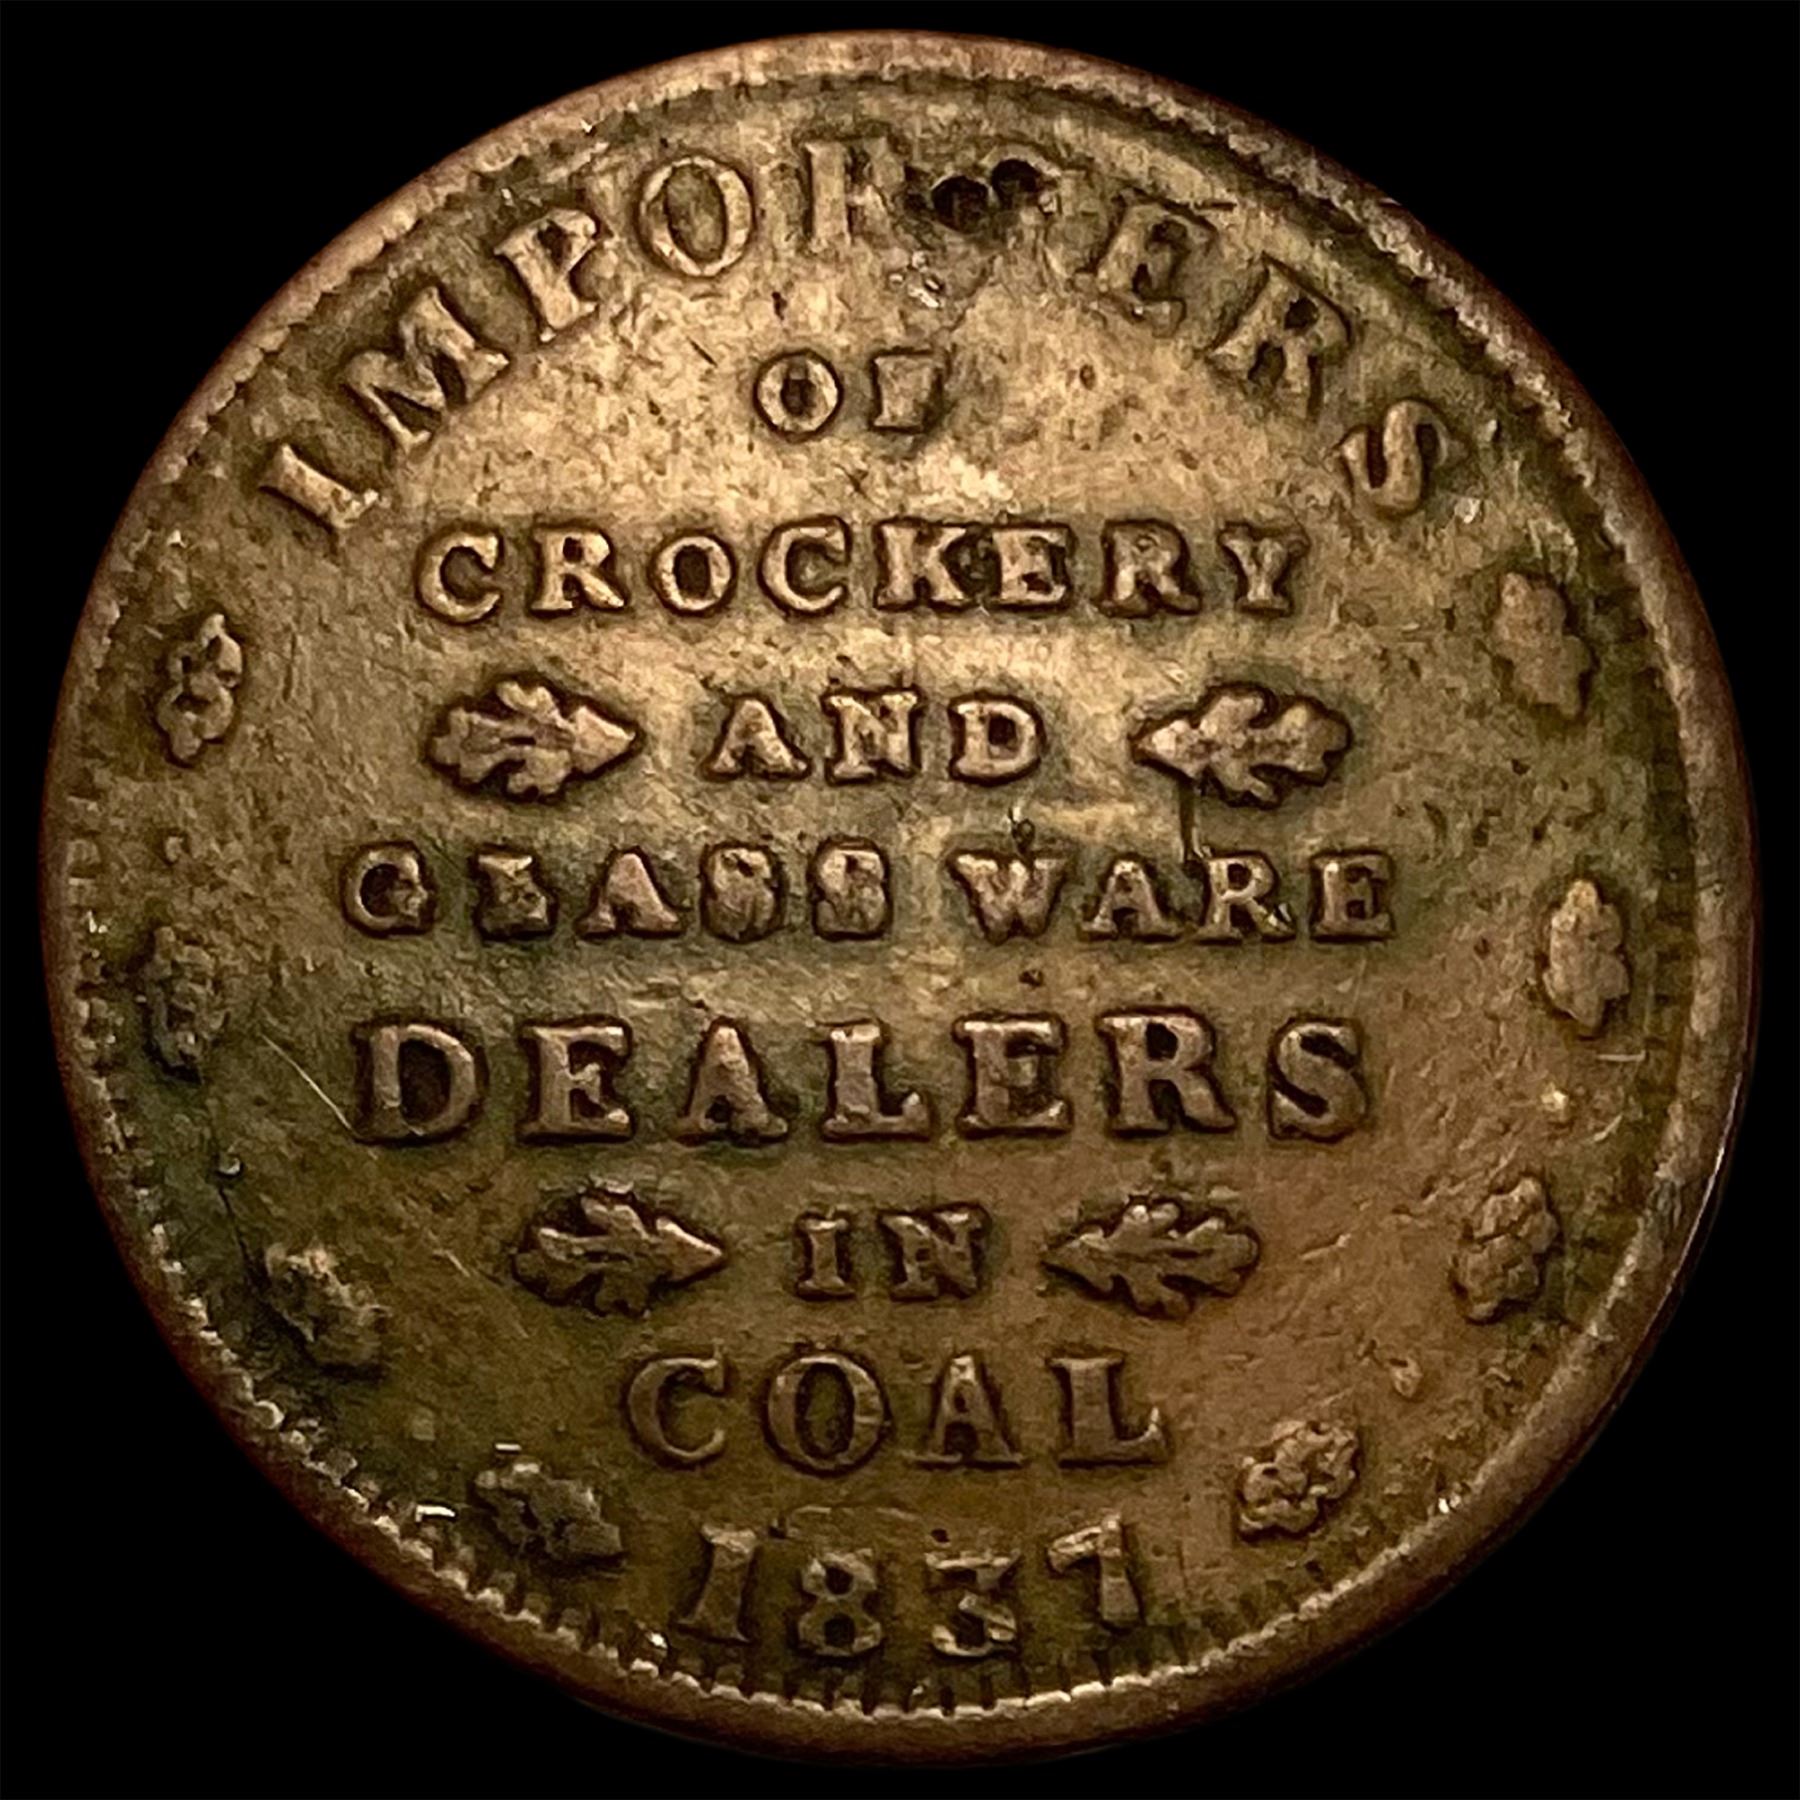 IMPORTERS
OF
CROCKERY
AND
GLASS WARE
DEALERS
IN
COAL
1837